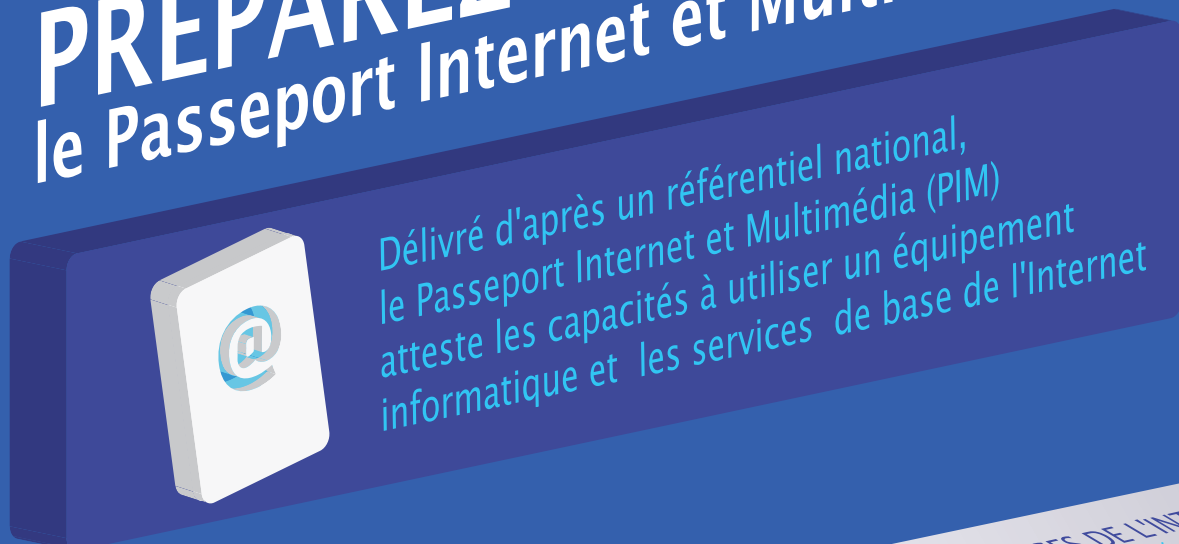 PRÉPAREZ
le Passeport Internet et
Délivré d'après un référentiel national,
le Passeport Internet et Multimédia (PIM)
atteste les capacités à utiliser un équipement
informatique et les services de base de l'Internet
@
DE